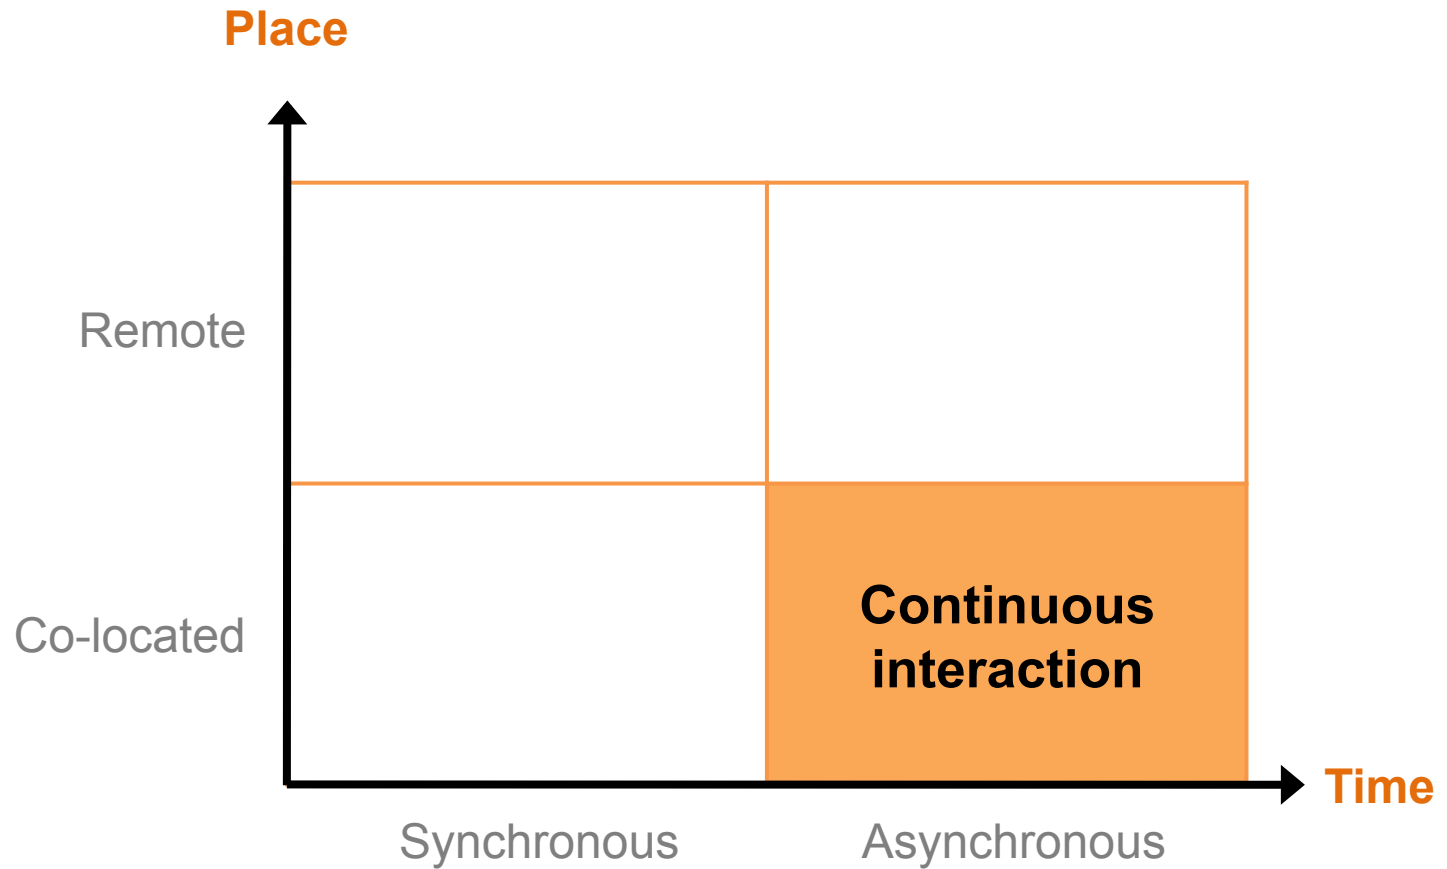 Place
Remote
Co-located
Continuous
interaction
Time
Synchronous
Asynchronous